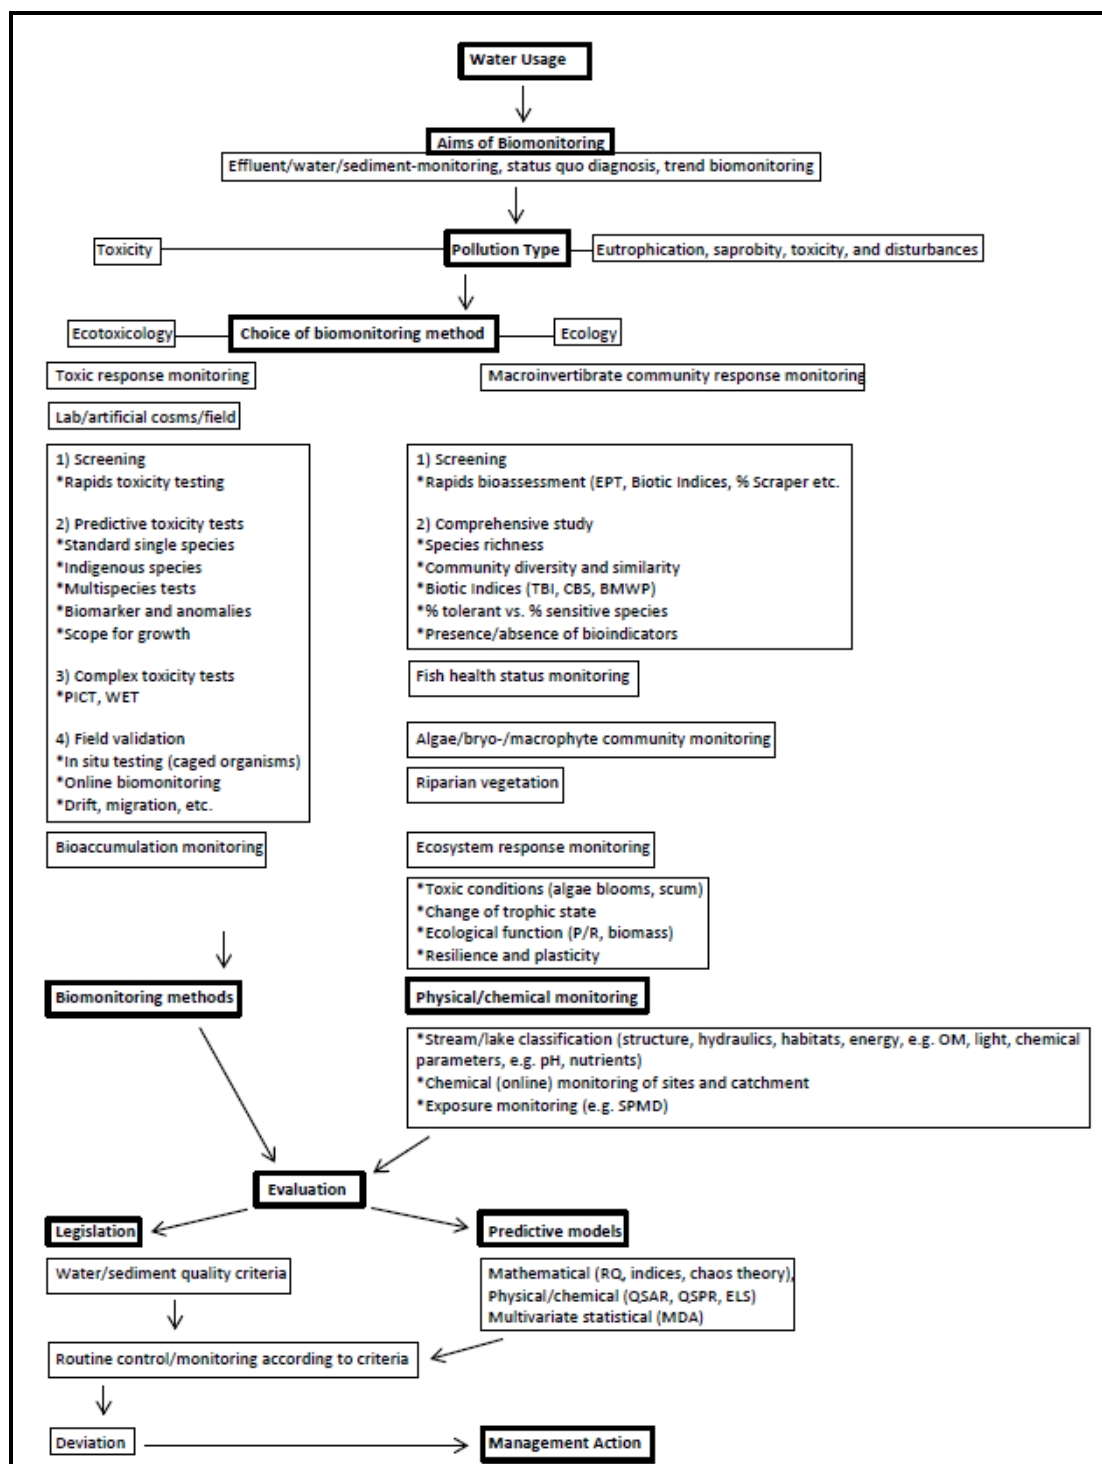 Water Usage
Aims of Biomonitoring
Effluent/water/sediment-monitoring, status quo diagnosis, trend biomonitoring
Toxicity
Pollution Type
Eutrophication, saprobity, toxicity, and disturbances
Ecotoxicology
Choice of biomonitoring method
Ecology
Toxic response monitoring
Macroinvertibrate community response monitoring
Lab/artificial cosms/field
1) Screening
*Rapids toxicity testing
2) Predictive toxicity tests
*Standard single species
*Indigenous species
*Multispecies tests
*Biomarker and anomalies
*Scope for growth
3) Complex toxicity tests
*PICT, WET
4) Field validation
*In situ testing (caged organisms)
*Online biomonitoring
*Drift, migration, etc.
Bioaccumulation monitoring
1) Screening
*Rapids bioassessment (EPT, Biotic Indices, % Scraper etc.
2) Comprehensive study
*Species richness
*Community diversity and similarity
*Biotic Indices (TBI, CBS, BMWP)
*% tolerant vs. % sensitive species
*Presence/absence of bioindicators
Fish health status monitoring
Algae/bryo-/macrophyte community monitoring
Riparian vegetation
Ecosystem response monitoring
*Toxic conditions (algae blooms, scum)
*Change of trophic state
*Ecological function (P/R, biomass)
*Resilience and plasticity
Biomonitoring methods
Physical/chemical monitoring
*Stream/lake classification (structure, hydraulics, habitats, energy, e.g. OM, light, chemical
parameters, e.g. pH, nutrients)
*Chemical (online) monitoring of sites and catchment
*Exposure monitoring (e.g. SPMD)
Evaluation
Legislation
Predictive models
Water/sediment quality criteria
Mathematical (RQ, indices, chaos theory),
Physical/chemical (QSAR, QSPR, ELS)
Multivariate statistical (MDA)
Routine control/monitoring according to criteria
Deviation
Management Action